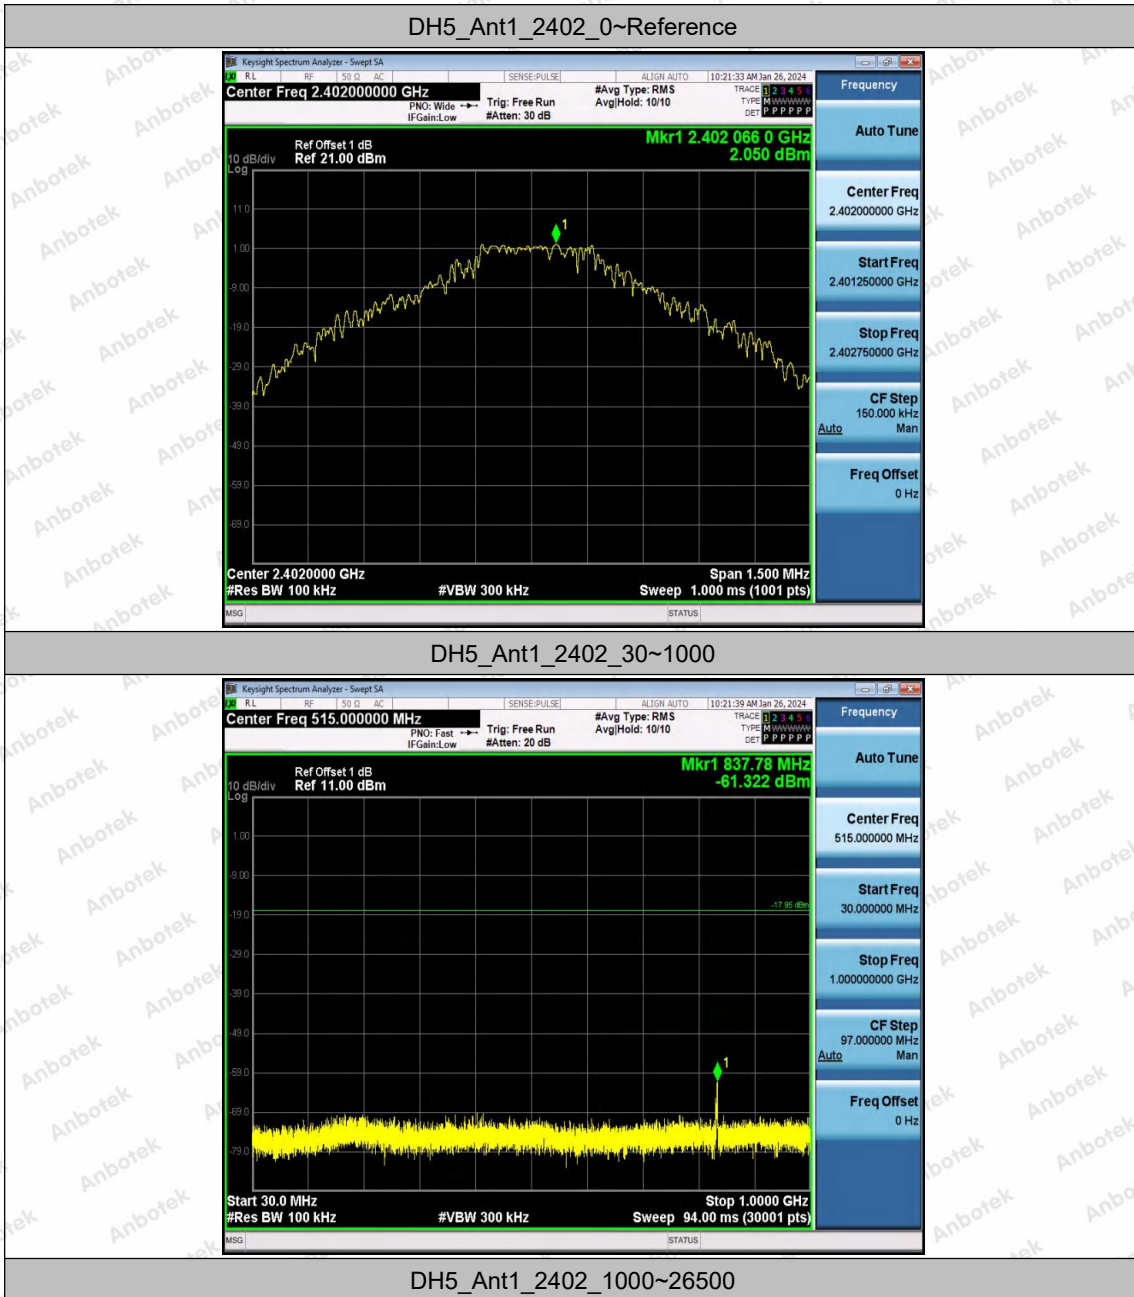 DH5_Ant1_2402_0~Reference
Keysight Spectrum Analyzer - Swept SA
RL RF 50 Ω AC SENSE:PULSE ALIGN AUTO 10:21:33 AM Jan 26, 2024
Center Freq 2.402000000 GHz
PNO: Wide
IFGain:Low
Trig: Free Run
#Atten: 30 dB
#Avg Type: RMS
Avg|Hold: 10/10
TRACE 1 2 3 4 5 6
TYPE M WWWWW
DET P P P P P P
Frequency
Mkr1 2.402 066 0 GHz
2.050 dBm
Ref Offset 1 dB
10 dB/div Ref 21.00 dBm
Log
11.0
1.00
-9.00
-19.0
-29.0
-39.0
-49.0
-59.0
-69.0
1
Center 2.4020000 GHz Span 1.500 MHz
#Res BW 100 kHz #VBW 300 kHz Sweep 1.000 ms (1001 pts)
MSG STATUS
Auto Tune
Center Freq
2.402000000 GHz
Start Freq
2.401250000 GHz
Stop Freq
2.402750000 GHz
CF Step
150.000 kHz
Auto Man
Freq Offset
0 Hz
DH5_Ant1_2402_30~1000
Keysight Spectrum Analyzer - Swept SA
RL RF 50 Ω AC SENSE:PULSE ALIGN AUTO 10:21:39 AM Jan 26, 2024
Center Freq 515.000000 MHz
PNO: Fast
IFGain:Low
Trig: Free Run
#Atten: 20 dB
#Avg Type: RMS
Avg|Hold: 10/10
TRACE 1 2 3 4 5 6
TYPE M WWWWW
DET P P P P P P
Frequency
Mkr1 837.78 MHz
-61.322 dBm
Ref Offset 1 dB
10 dB/div Ref 11.00 dBm
Log
1.00
-9.00
-19.0
-29.0
-39.0
-49.0
-59.0
-69.0
-79.0
-17.95 dBm
1
Start 30.0 MHz Stop 1.0000 GHz
#Res BW 100 kHz #VBW 300 kHz Sweep 94.00 ms (30001 pts)
MSG STATUS
Auto Tune
Center Freq
515.000000 MHz
Start Freq
30.000000 MHz
Stop Freq
1.000000000 GHz
CF Step
97.000000 MHz
Auto Man
Freq Offset
0 Hz
DH5_Ant1_2402_1000~26500
Anbotek